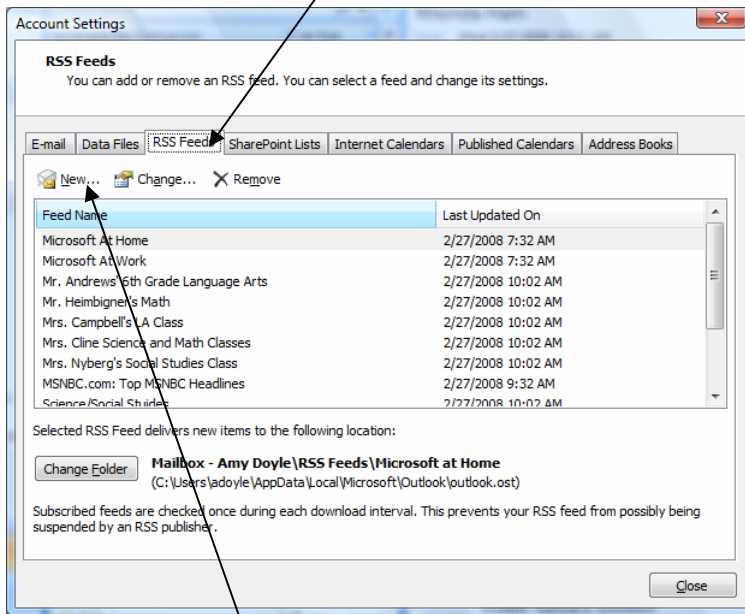 Account Settings
RSS Feeds
You can add or remove an RSS feed. You can select a feed and change its settings.
E-mail Data Files RSS Feeds SharePoint Lists Internet Calendars Published Calendars Address Books
New... Change... Remove
Feed Name Last Updated On
Microsoft At Home 2/27/2008 7:32 AM
Microsoft At Work 2/27/2008 7:32 AM
Mr. Andrews' 6th Grade Language Arts 2/27/2008 10:02 AM
Mr. Heimbigner's Math 2/27/2008 10:02 AM
Mrs. Campbell's LA Class 2/27/2008 10:02 AM
Mrs. Cline Science and Math Classes 2/27/2008 10:02 AM
Mrs. Nyberg's Social Studies Class 2/27/2008 10:02 AM
MSNBC.com: Top MSNBC Headlines 2/27/2008 9:32 AM
Science/Social Stuides 2/27/2008 10:02 AM
Selected RSS Feed delivers new items to the following location:
Change Folder Mailbox - Amy Doyle\RSS Feeds\Microsoft at Home
(C:\Users\adoyle\AppData\Local\Microsoft\Outlook\outlook.ost)
Subscribed feeds are checked once during each download interval. This prevents your RSS feed from possibly being
suspended by an RSS publisher.
Close